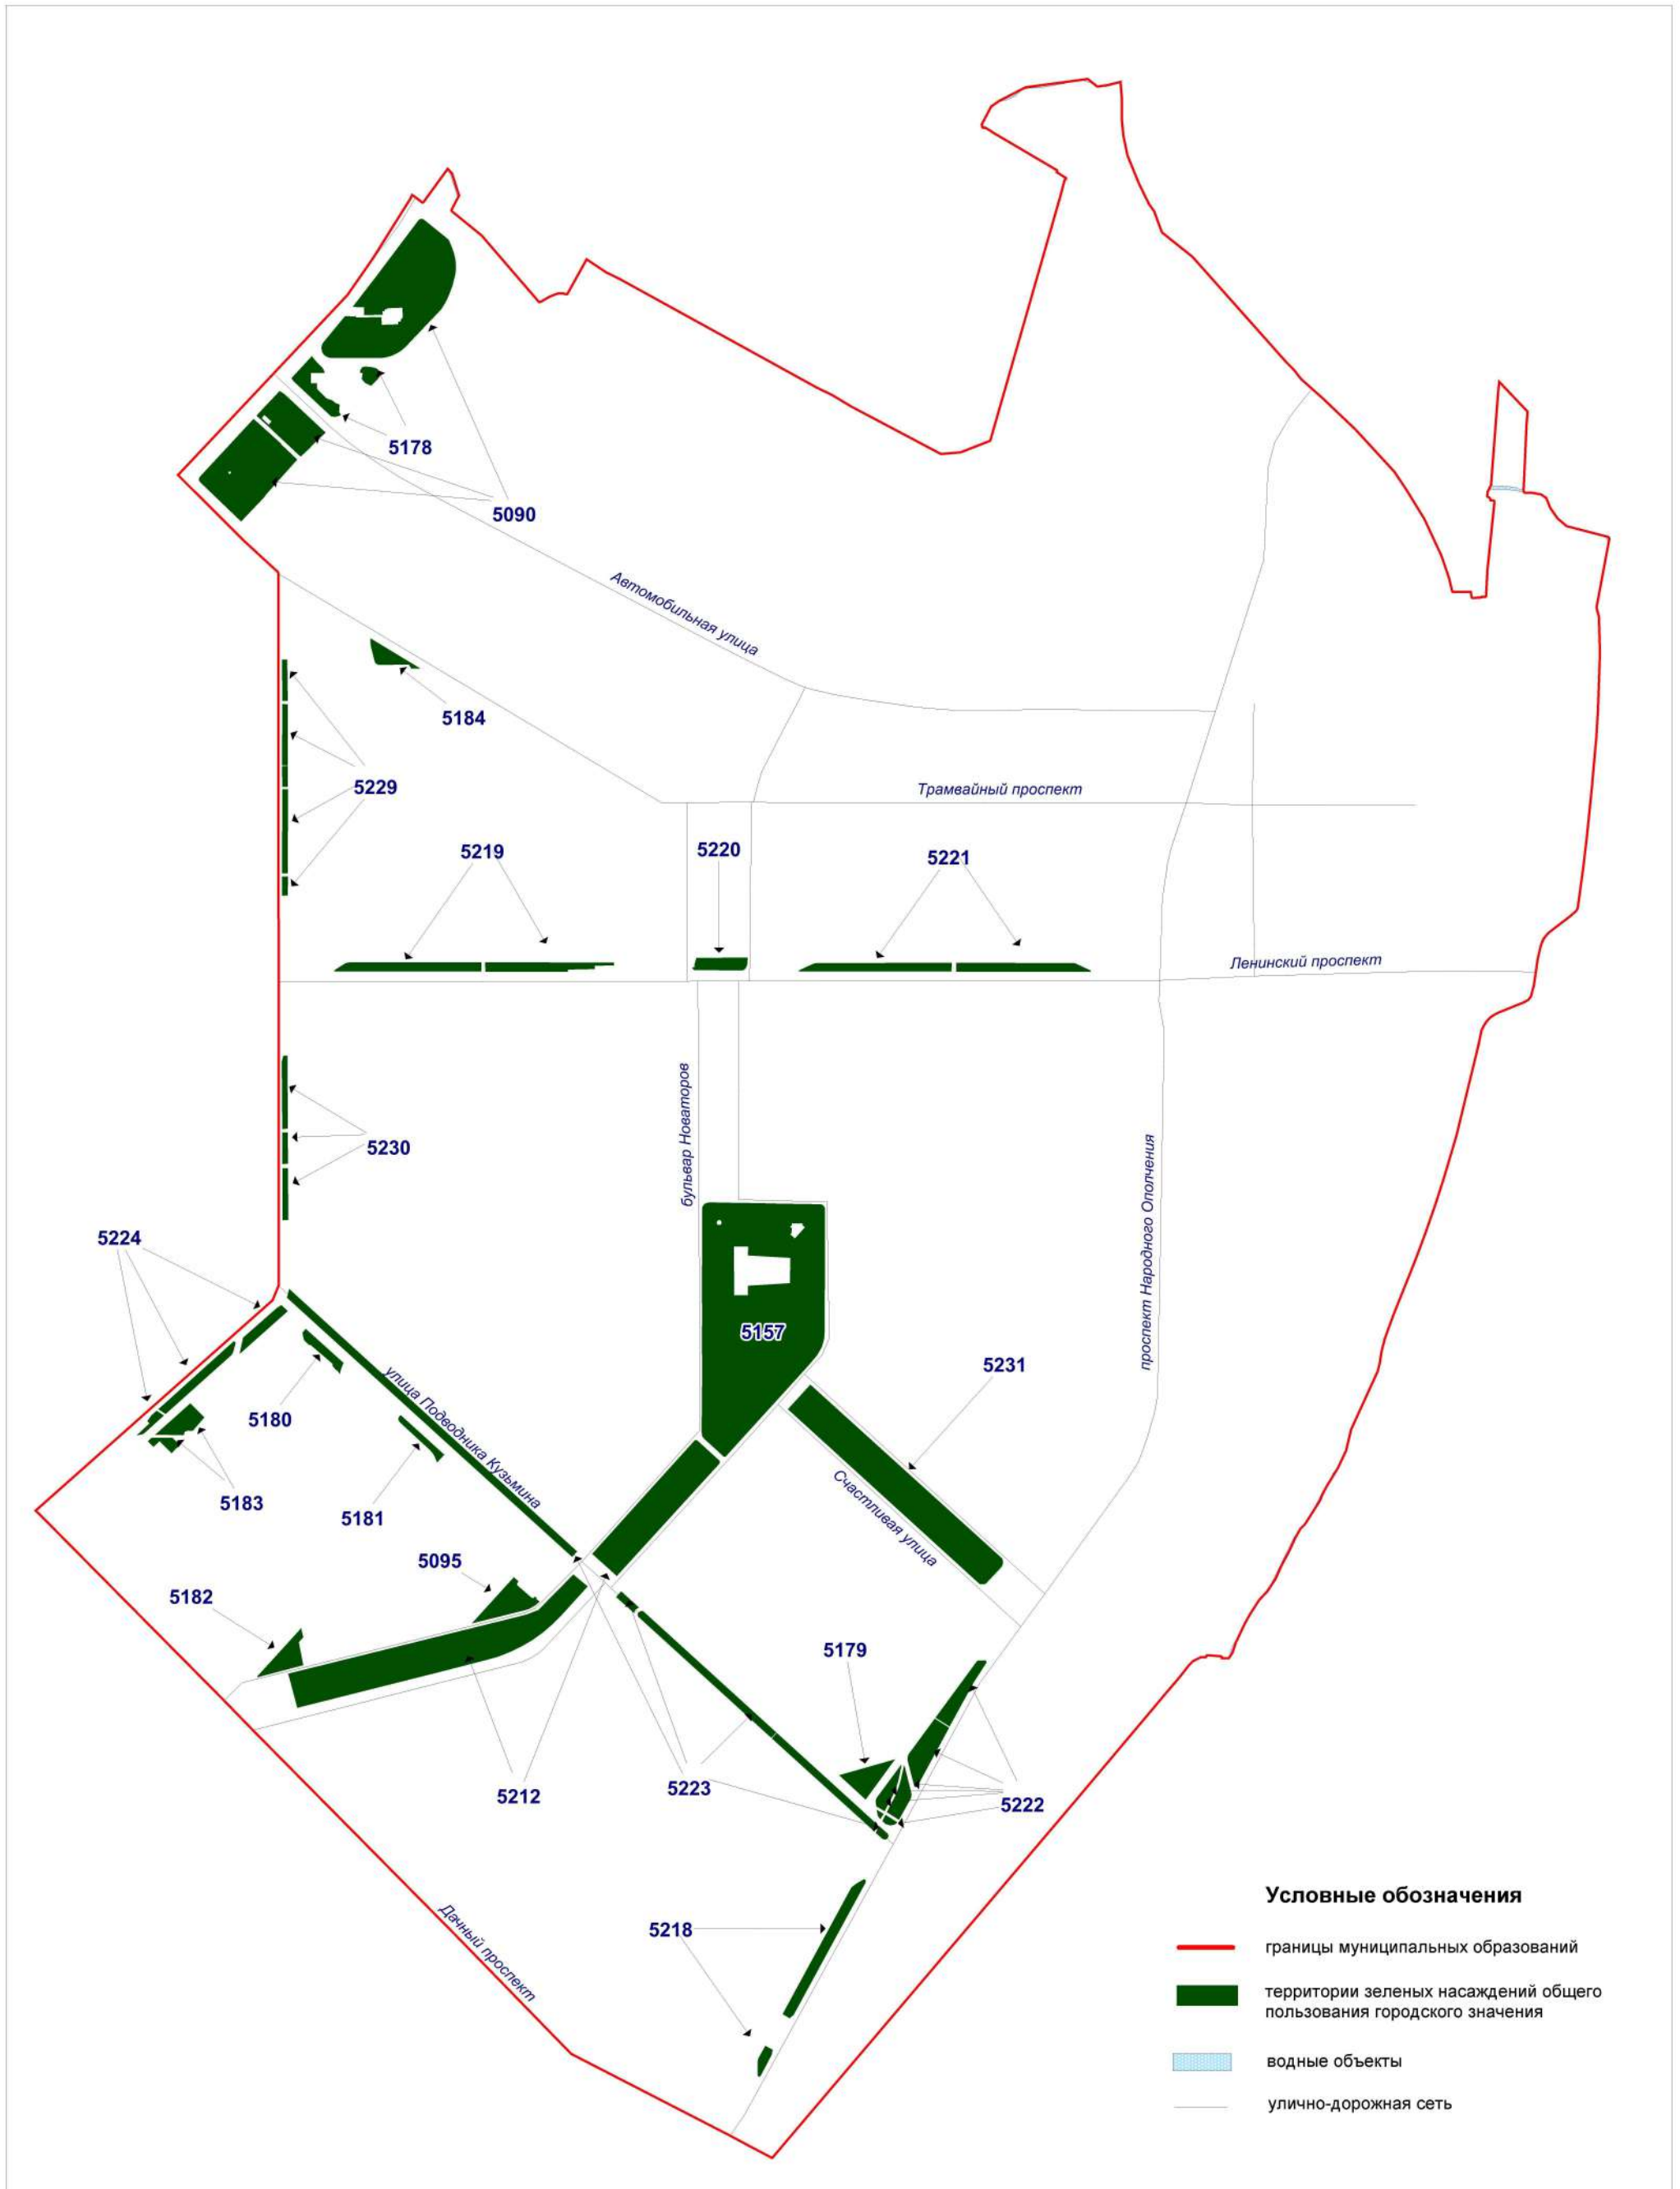 5178
5090
Автомобильная улица
5184
5229
Трамвайный проспект
5219
5220
5221
Ленинский проспект
бульвар Новаторов
проспект Народного Ополчения
5230
5224
5157
5231
5180
улица Подводника Кузьмина
5183
5181
Счастливая улица
5095
5182
5179
5212
5223
5222
Дачный проспект
5218
Условные обозначения
границы муниципальных образований
территории зеленых насаждений общего
пользования городского значения
водные объекты
улично-дорожная сеть